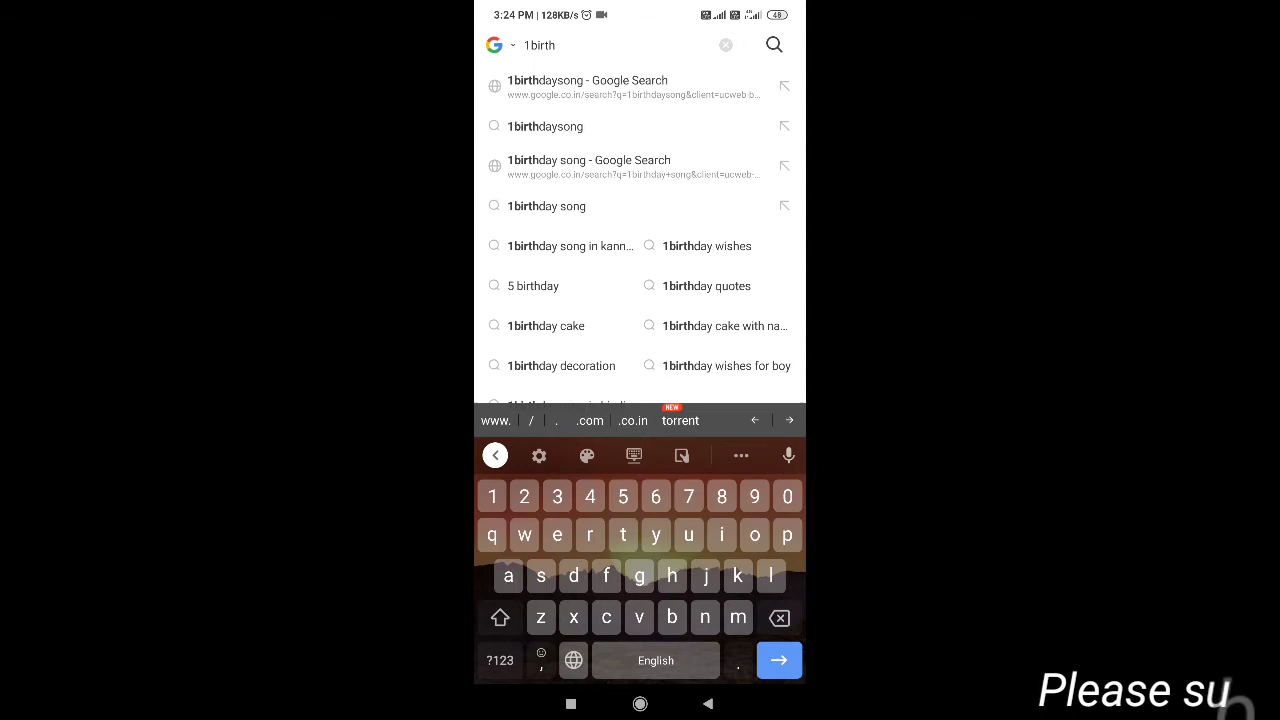 3:24 PM | 128KB/s 48
1birth
1birthdaysong - Google Search
www.google.co.in/search?q=1birthdaysong&client=ucweb-b...
1birthdaysong
1birthday song - Google Search
www.google.co.in/search?q=1birthday+song&client=ucweb-...
1birthday song
1birthday song in kann... 1birthday wishes
5 birthday 1birthday quotes
1birthday cake 1birthday cake with na...
1birthday decoration 1birthday wishes for boy
NEW
www. / . .com .co.in torrent
1 2 3 4 5 6 7 8 9 0
q w e r t y u i o p
a s d f g h j k l
z x c v b n m
?123 , English .
Please su